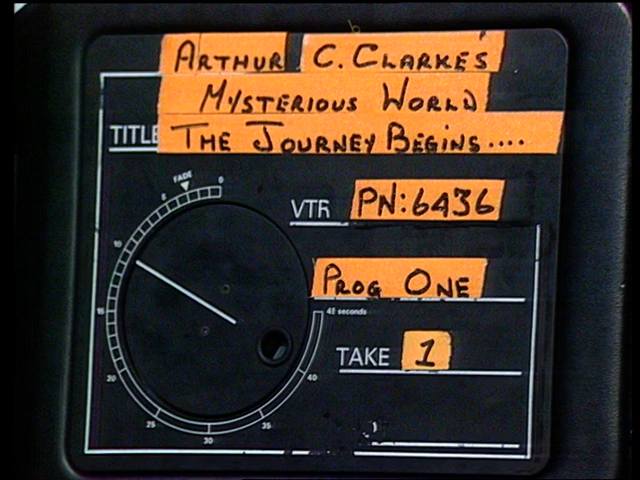 ARTHUR C. CLARKE'S
MYSTERIOUS WORLD
TITLE THE JOURNEY BEGINS....
FADE
5 0
VTR PN:6436
10
PROG ONE
15 45 seconds
TAKE 1
20 40
25 35
30